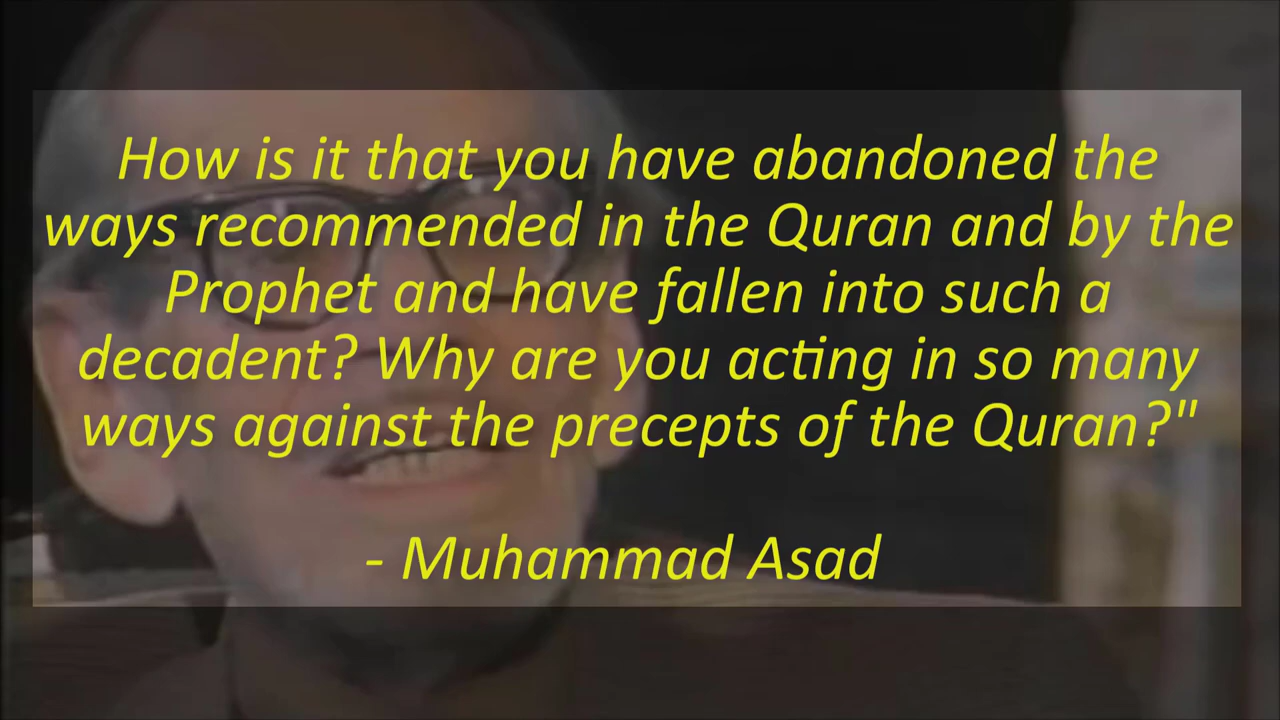 How is it that you have abandoned the
ways recommended in the Quran and by the
Prophet and have fallen into such a
decadent? Why are you acting in so many
ways against the precepts of the Quran?"
- Muhammad Asad